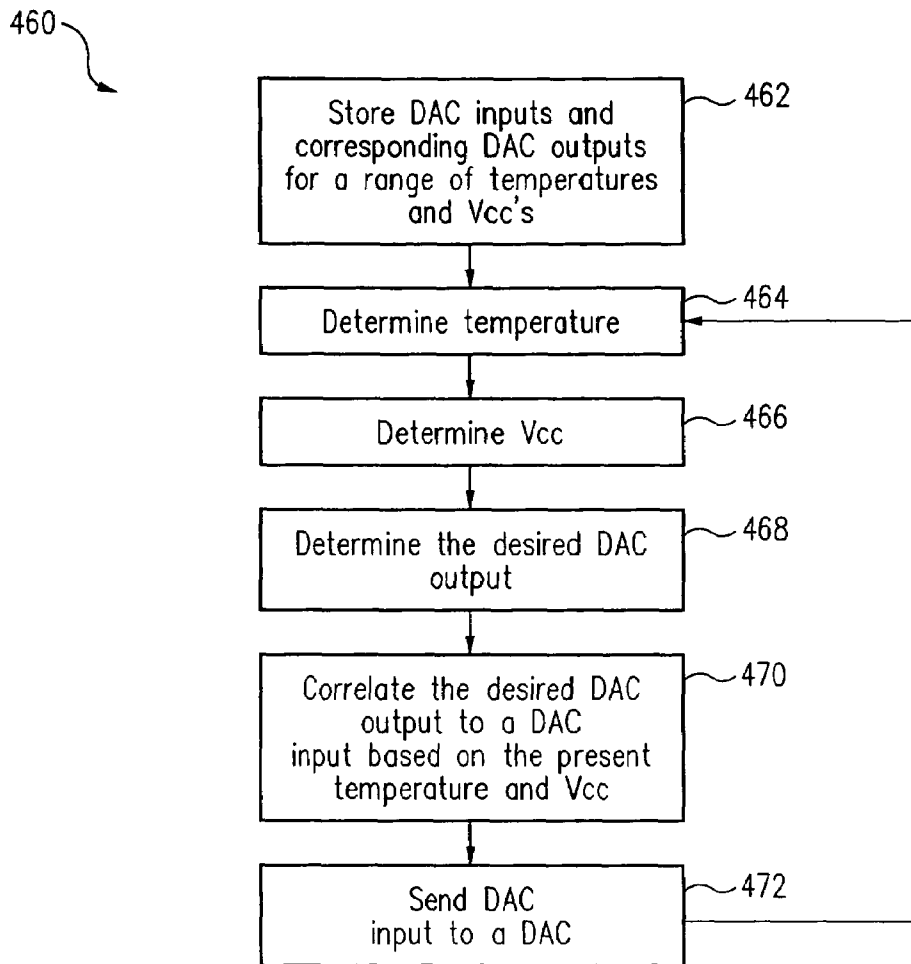 460
Store DAC inputs and
corresponding DAC outputs
for a range of temperatures
and Vcc's
462
Determine temperature
464
Determine Vcc
466
Determine the desired DAC
output
468
Correlate the desired DAC
output to a DAC
input based on the present
temperature and Vcc
470
Send DAC
input to a DAC
472